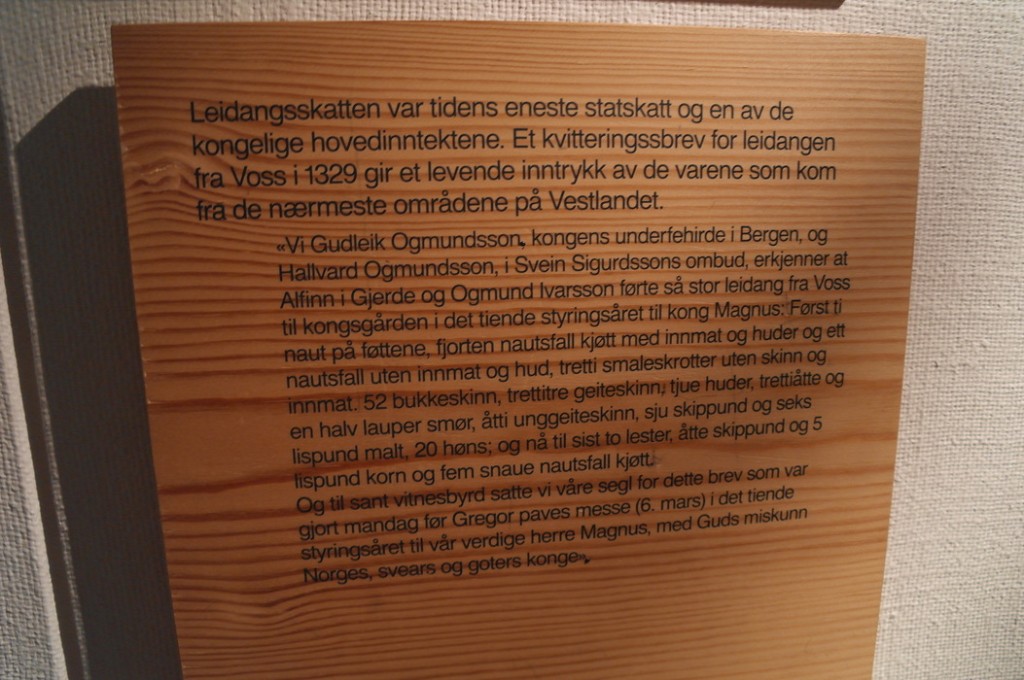 Leidangsskatten var tidens eneste statskatt og en av de
kongelige hovedinntektene. Et kvitteringssbrev for leidangen
fra Voss i 1329 gir et levende inntrykk av de varene som kom
fra de nærmeste områdene på Vestlandet.
«Vi Gudleik Ogmundsson, kongens underfehirde i Bergen, og
Hallvard Ogmundsson, i Svein Sigurdssons ombud, erkjenner at
Alfinn i Gjerde og Ogmund Ivarsson førte så stor leidang fra Voss
til kongsgården i det tiende styringsåret til kong Magnus: Først ti
naut på føttene, fjorten nautsfall kjøtt med innmat og huder og ett
nautsfall uten innmat og hud, tretti smaleskrotter uten skinn og
innmat. 52 bukkeskinn, trettitre geiteskinn, tjue huder, trettiåtte og
en halv lauper smør, åtti unggeiteskinn, sju skippund og seks
lispund malt, 20 høns; og nå til sist to lester, åtte skippund og 5
lispund korn og fem snaue nautsfall kjøtt.
Og til sant vitnesbyrd satte vi våre segl for dette brev som var
gjort mandag før Gregor paves messe (6. mars) i det tiende
styringsåret til vår verdige herre Magnus, med Guds miskunn
Norges, svears og goters konge».